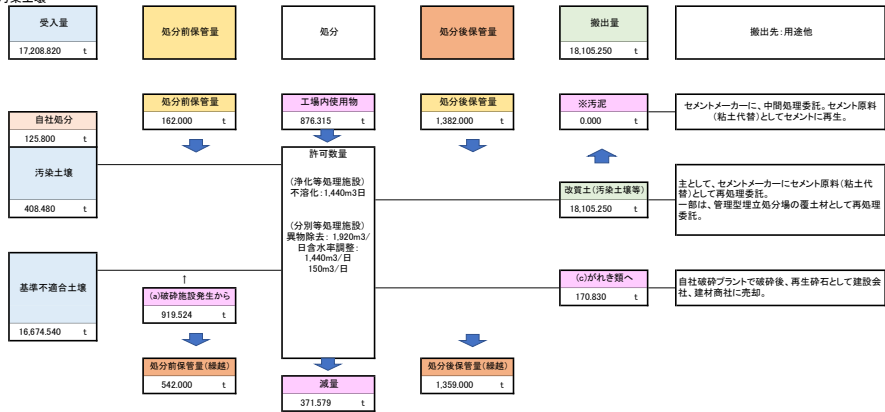 汚染土壌
受入量
17,208.820 t
処分前保管量
処分
処分後保管量
搬出量
18,105.250 t
搬出先:用途他
自社処分
125.800 t
汚染土壌
408.480 t
基準不適合土壌
16,674.540 t
処分前保管量
162.000 t
↑
(a)破砕施設発生から
919.524 t
処分前保管量(繰越)
542.000 t
工場内使用物
876.315 t
許可数量
(浄化等処理施設)
不溶化:1,440m3日
(分別等処理施設)
異物除去: 1,920m3/
日含水率調整:
1,440m3/日
150m3/日
減量
371.579 t
処分後保管量
1,382.000 t
処分後保管量(繰越)
1,359.000 t
※汚泥
0.000 t
改質土(汚染土壌等)
18,105.250 t
(c)がれき類へ
170.830 t
セメントメーカーに、中間処理委託。セメント原料
(粘土代替)としてセメントに再生。
主として、セメントメーカーにセメント原料(粘土代
替)として再処理委託。
一部は、管理型埋立処分場の覆土材として再処理
委託。
自社破砕プラントで破砕後、再生砕石として建設会
社、建材商社に売却。